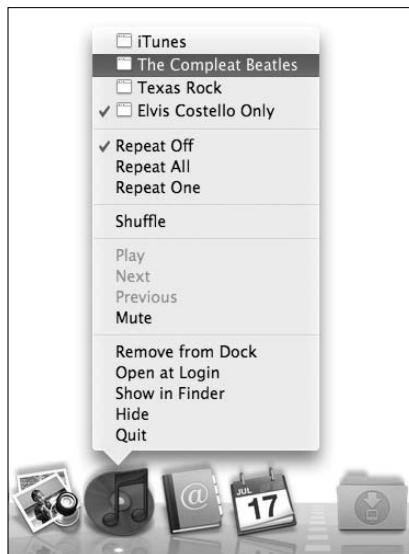 iTunes
The Compleat Beatles
Texas Rock
✓ Elvis Costello Only
✓ Repeat Off
Repeat All
Repeat One
Shuffle
Play
Next
Previous
Mute
Remove from Dock
Open at Login
Show in Finder
Hide
Quit
@
JUL
17